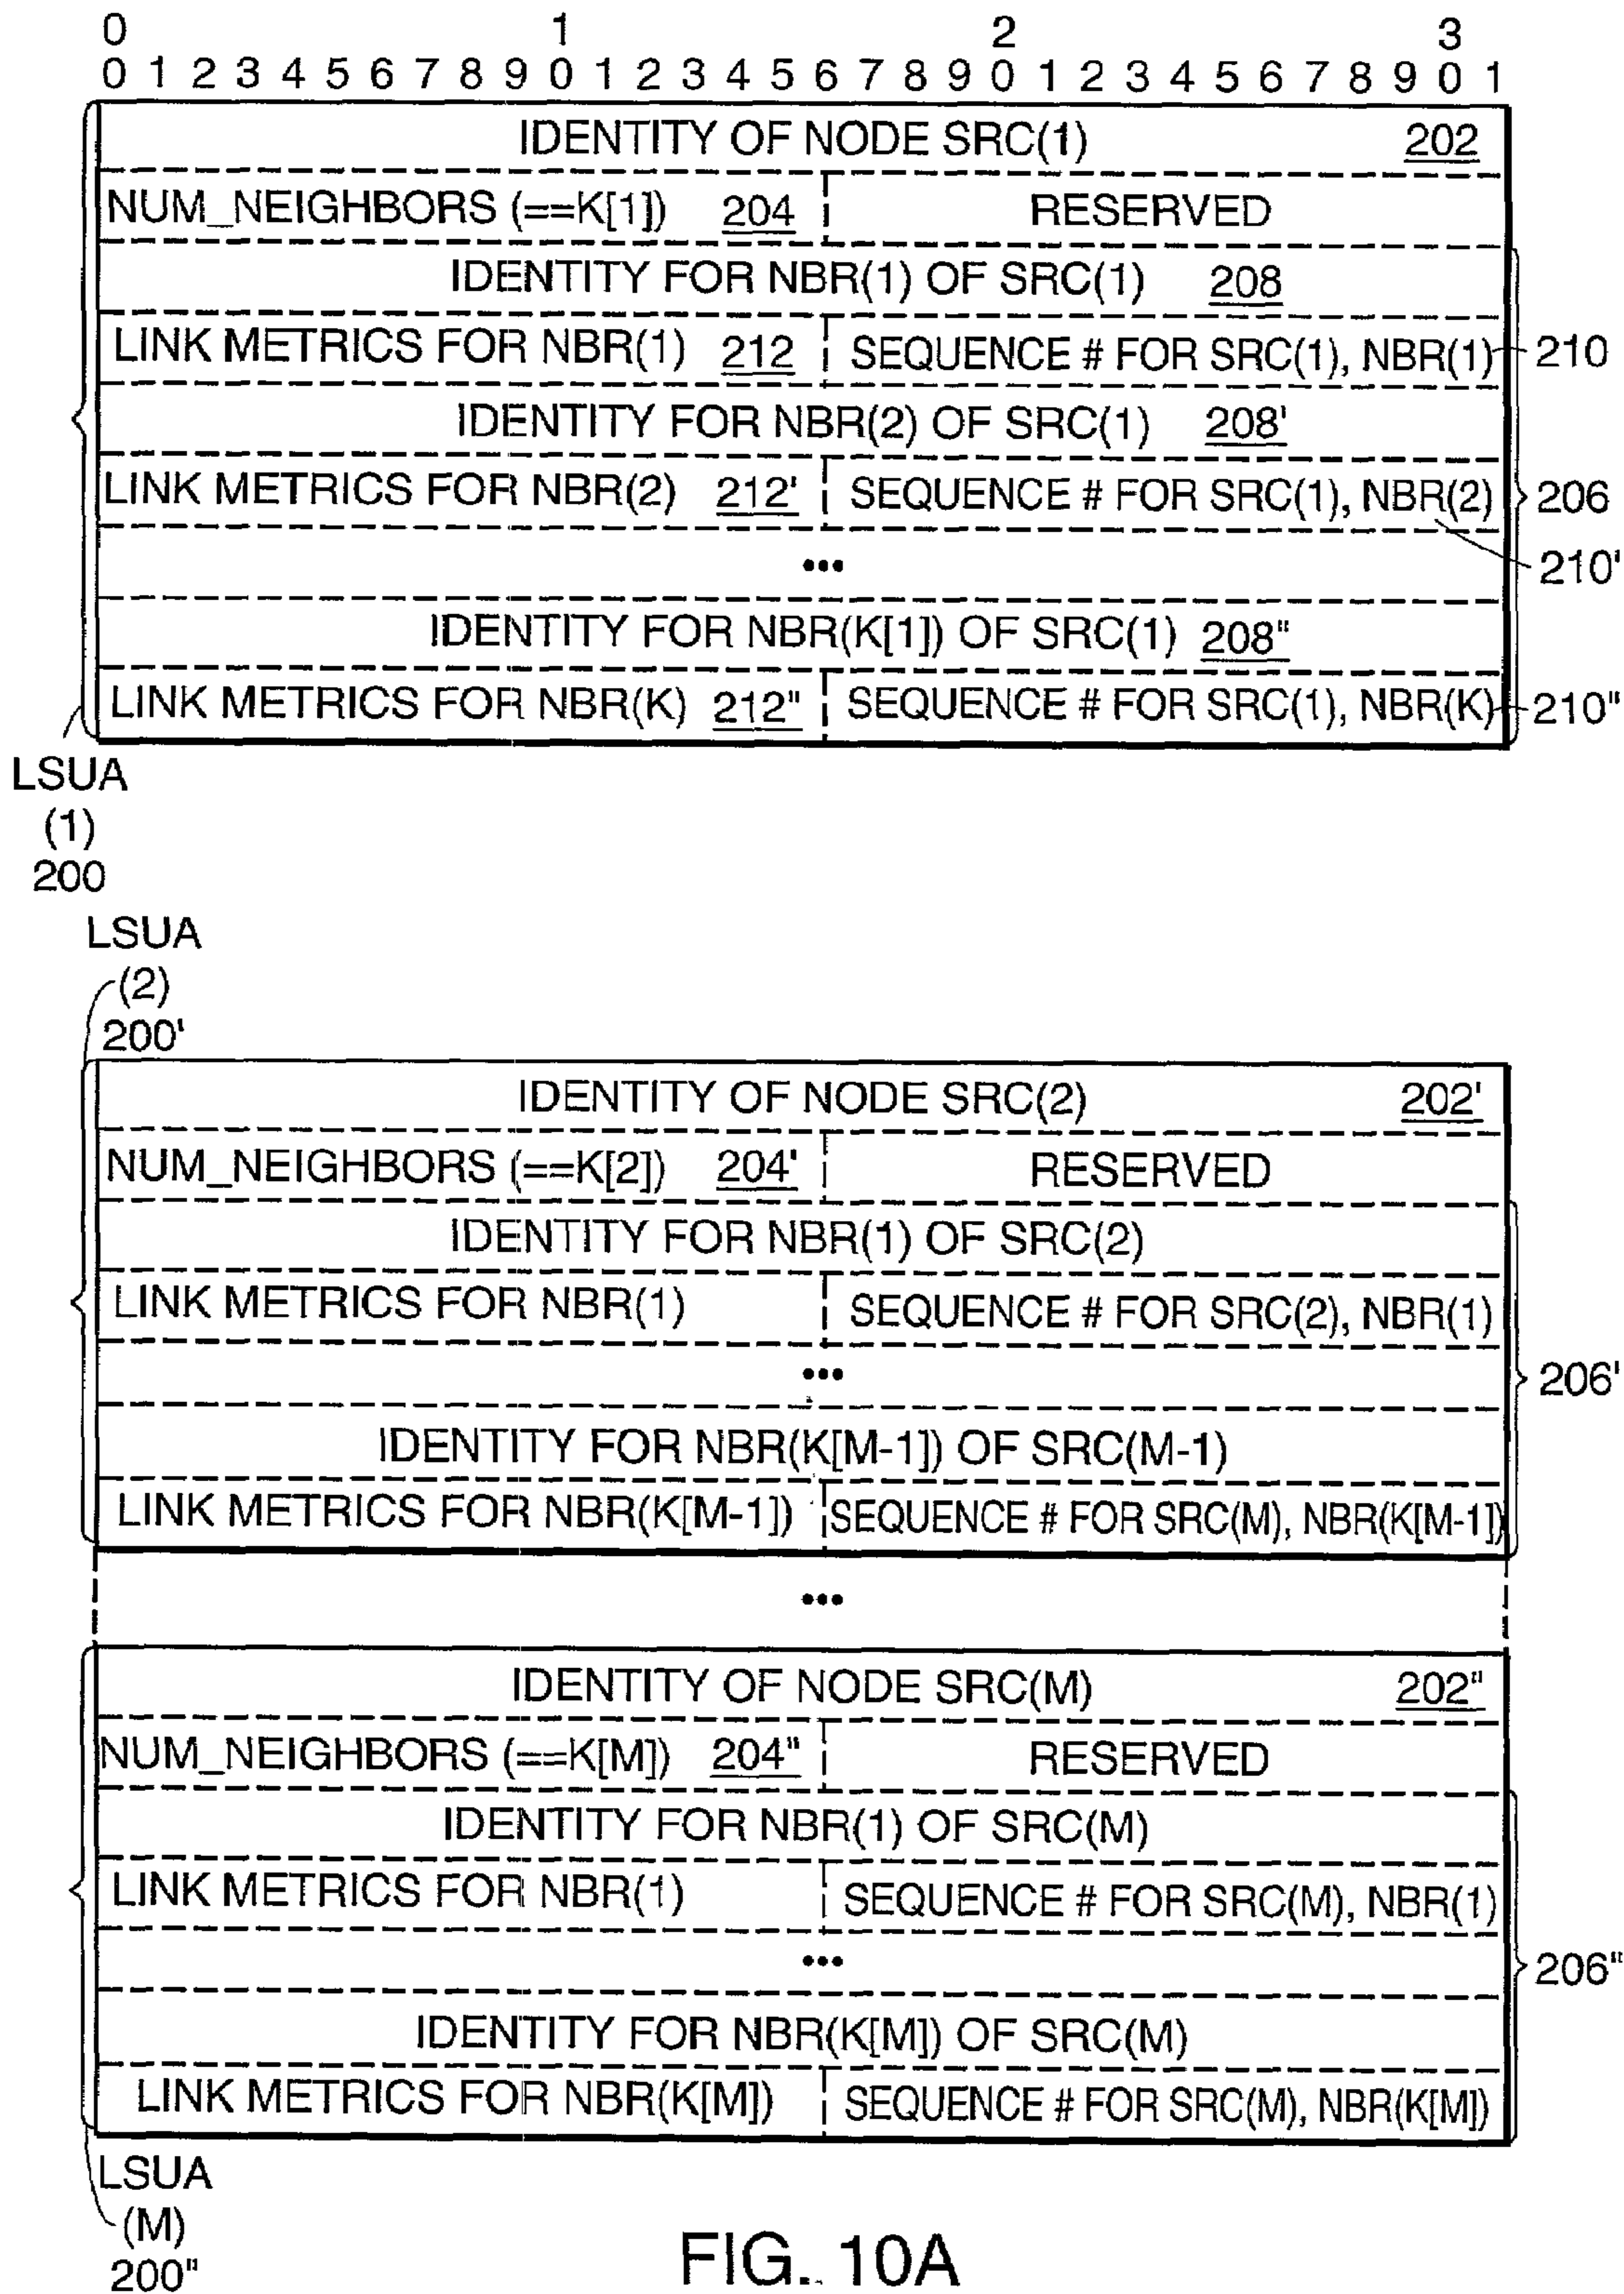 0 1 2 3
0 1 2 3 4 5 6 7 8 9 0 1 2 3 4 5 6 7 8 9 0 1 2 3 4 5 6 7 8 9 0 1
IDENTITY OF NODE SRC(1) 202
NUM_NEIGHBORS (==K[1]) 204 RESERVED
IDENTITY FOR NBR(1) OF SRC(1) 208
LINK METRICS FOR NBR(1) 212 SEQUENCE # FOR SRC(1), NBR(1) 210
IDENTITY FOR NBR(2) OF SRC(1) 208'
LINK METRICS FOR NBR(2) 212' SEQUENCE # FOR SRC(1), NBR(2) 206
••• 210'
IDENTITY FOR NBR(K[1]) OF SRC(1) 208"
LINK METRICS FOR NBR(K) 212" SEQUENCE # FOR SRC(1), NBR(K) 210"
LSUA
(1)
200
LSUA
(2)
200'
IDENTITY OF NODE SRC(2) 202'
NUM_NEIGHBORS (==K[2]) 204' RESERVED
IDENTITY FOR NBR(1) OF SRC(2)
LINK METRICS FOR NBR(1) SEQUENCE # FOR SRC(2), NBR(1)
••• 206'
IDENTITY FOR NBR(K[M-1]) OF SRC(M-1)
LINK METRICS FOR NBR(K[M-1]) SEQUENCE # FOR SRC(M), NBR(K[M-1])
•••
IDENTITY OF NODE SRC(M) 202"
NUM_NEIGHBORS (==K[M]) 204" RESERVED
IDENTITY FOR NBR(1) OF SRC(M)
LINK METRICS FOR NBR(1) SEQUENCE # FOR SRC(M), NBR(1)
••• 206"
IDENTITY FOR NBR(K[M]) OF SRC(M)
LINK METRICS FOR NBR(K[M]) SEQUENCE # FOR SRC(M), NBR(K[M])
LSUA
(M)
200"
FIG. 10A